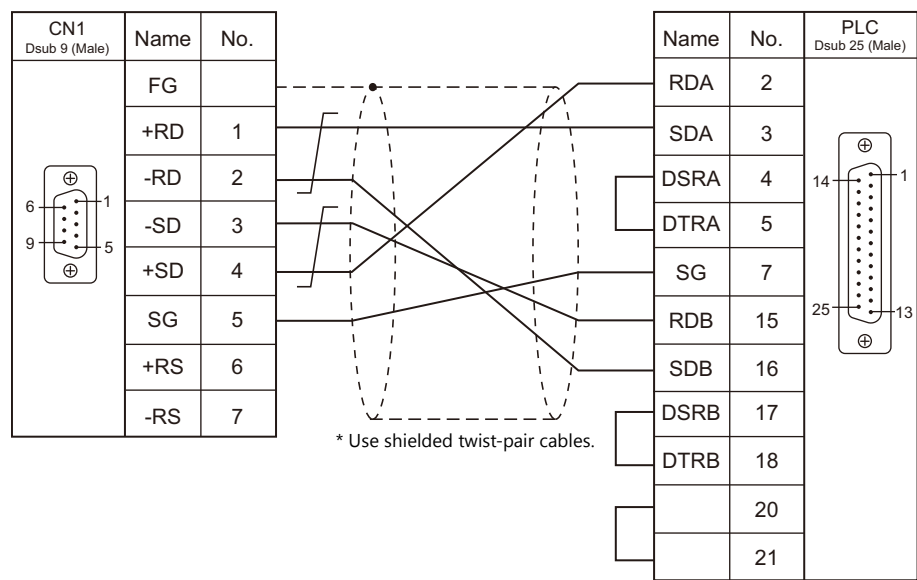 CN1
Dsub 9 (Male)
Name No.
FG
+RD 1
-RD 2
-SD 3
+SD 4
SG 5
+RS 6
-RS 7
6
1
9
5
* Use shielded twist-pair cables.
Name No.
PLC
Dsub 25 (Male)
RDA 2
SDA 3
DSRA 4
DTRA 5
SG 7
RDB 15
SDB 16
DSRB 17
DTRB 18
20
21
14
1
25
13